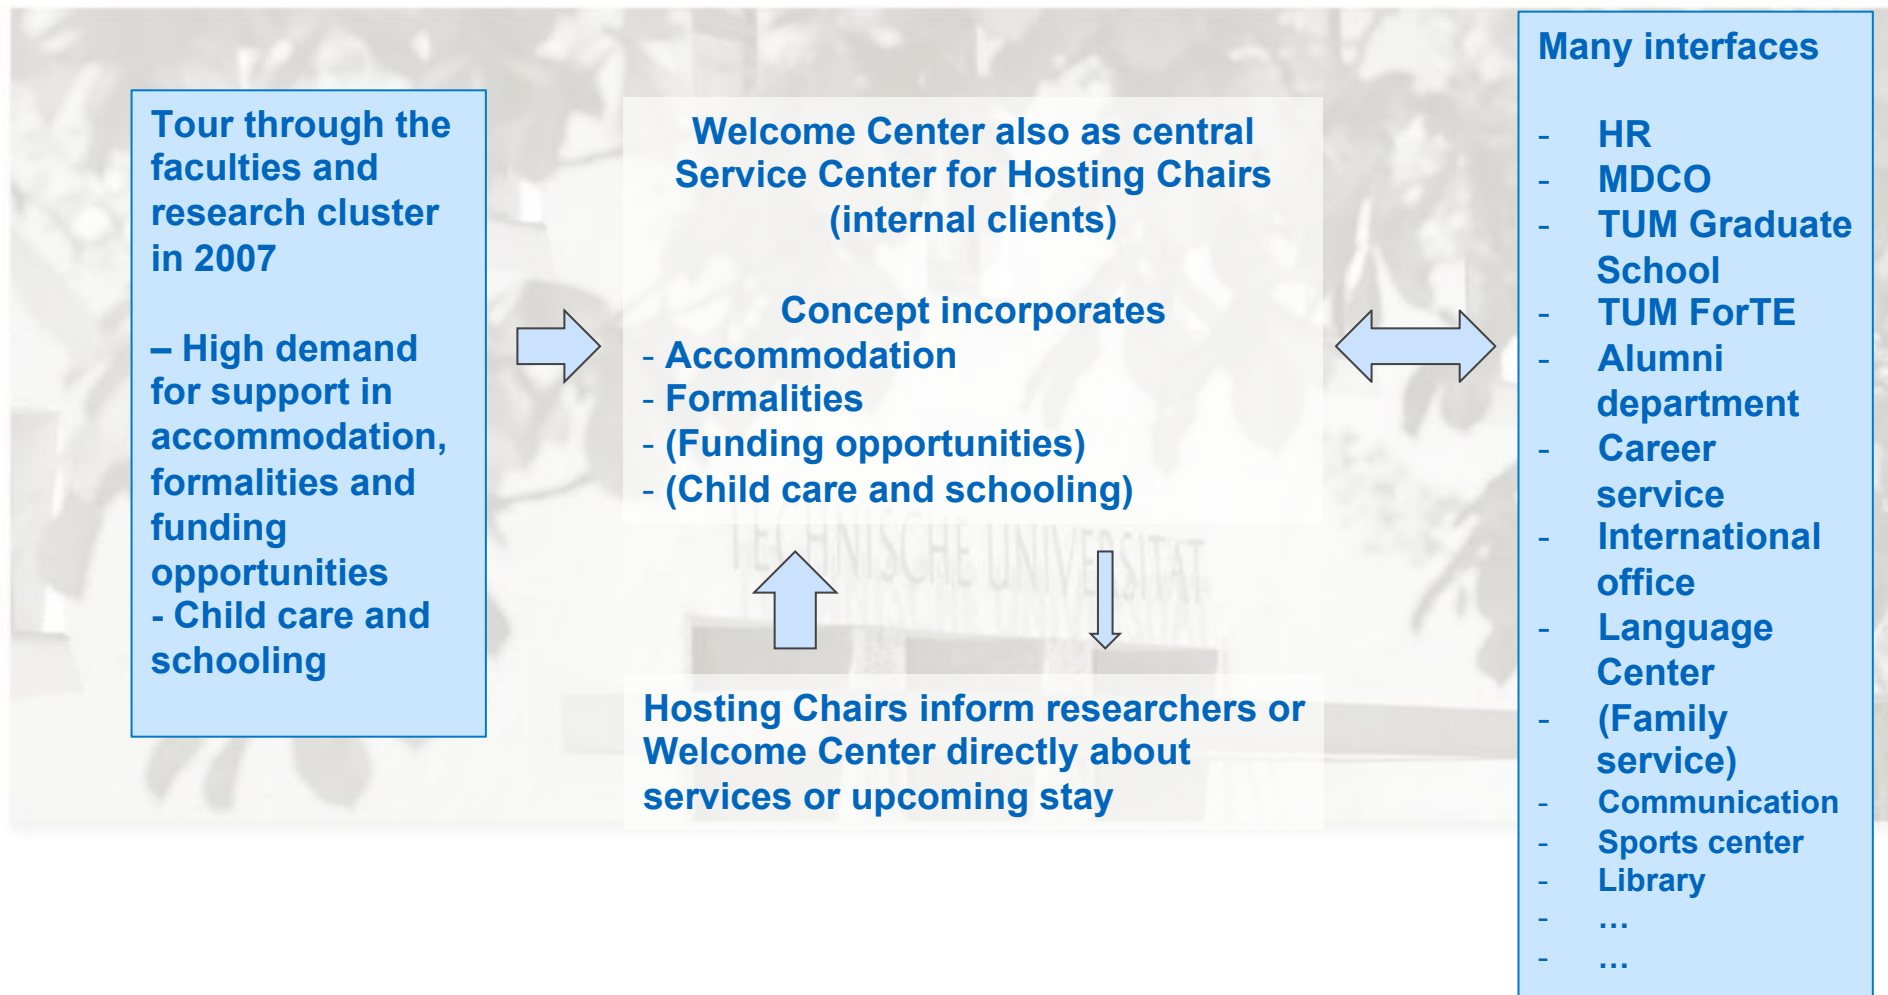 Tour through the
faculties and
research cluster
in 2007
– High demand
for support in
accommodation,
formalities and
funding
opportunities
- Child care and
schooling
Welcome Center also as central
Service Center for Hosting Chairs
(internal clients)
Concept incorporates
- Accommodation
- Formalities
- (Funding opportunities)
- (Child care and schooling)
TECHNISCHE UNIVERSITÄT
Hosting Chairs inform researchers or
Welcome Center directly about
services or upcoming stay
Many interfaces
- HR
- MDCO
- TUM Graduate
School
- TUM ForTE
- Alumni
department
- Career
service
- International
office
- Language
Center
- (Family
service)
- Communication
- Sports center
- Library
- …
- …